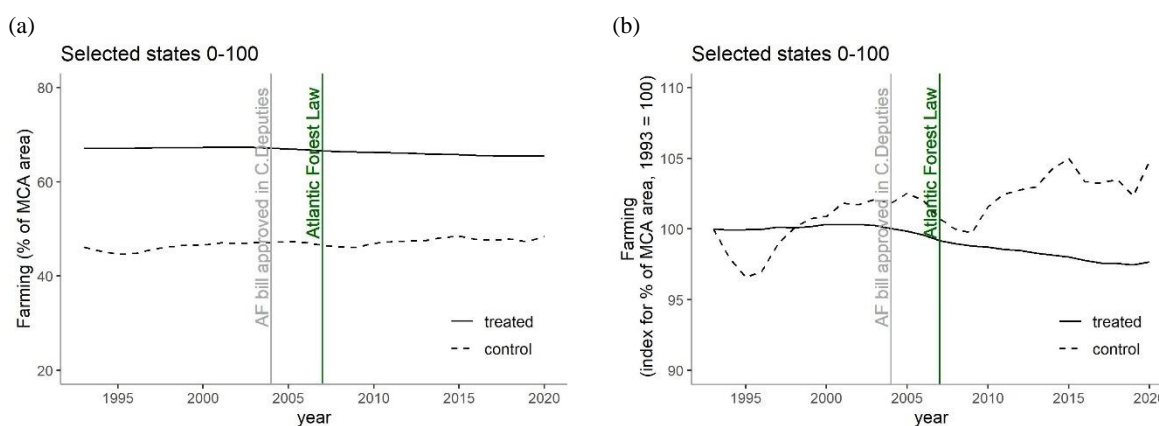 (a)
Selected states 0-100
Farming (% of MCA area)
80
60
40
20
AF bill approved in C.Deputies
Atlantic Forest Law
treated
control
1995 2000 2005 2010 2015 2020
year
(b)
Selected states 0-100
Farming
(index for % of MCA area, 1993 = 100)
110
105
100
95
90
AF bill approved in C.Deputies
Atlantic Forest Law
treated
control
1995 2000 2005 2010 2015 2020
year